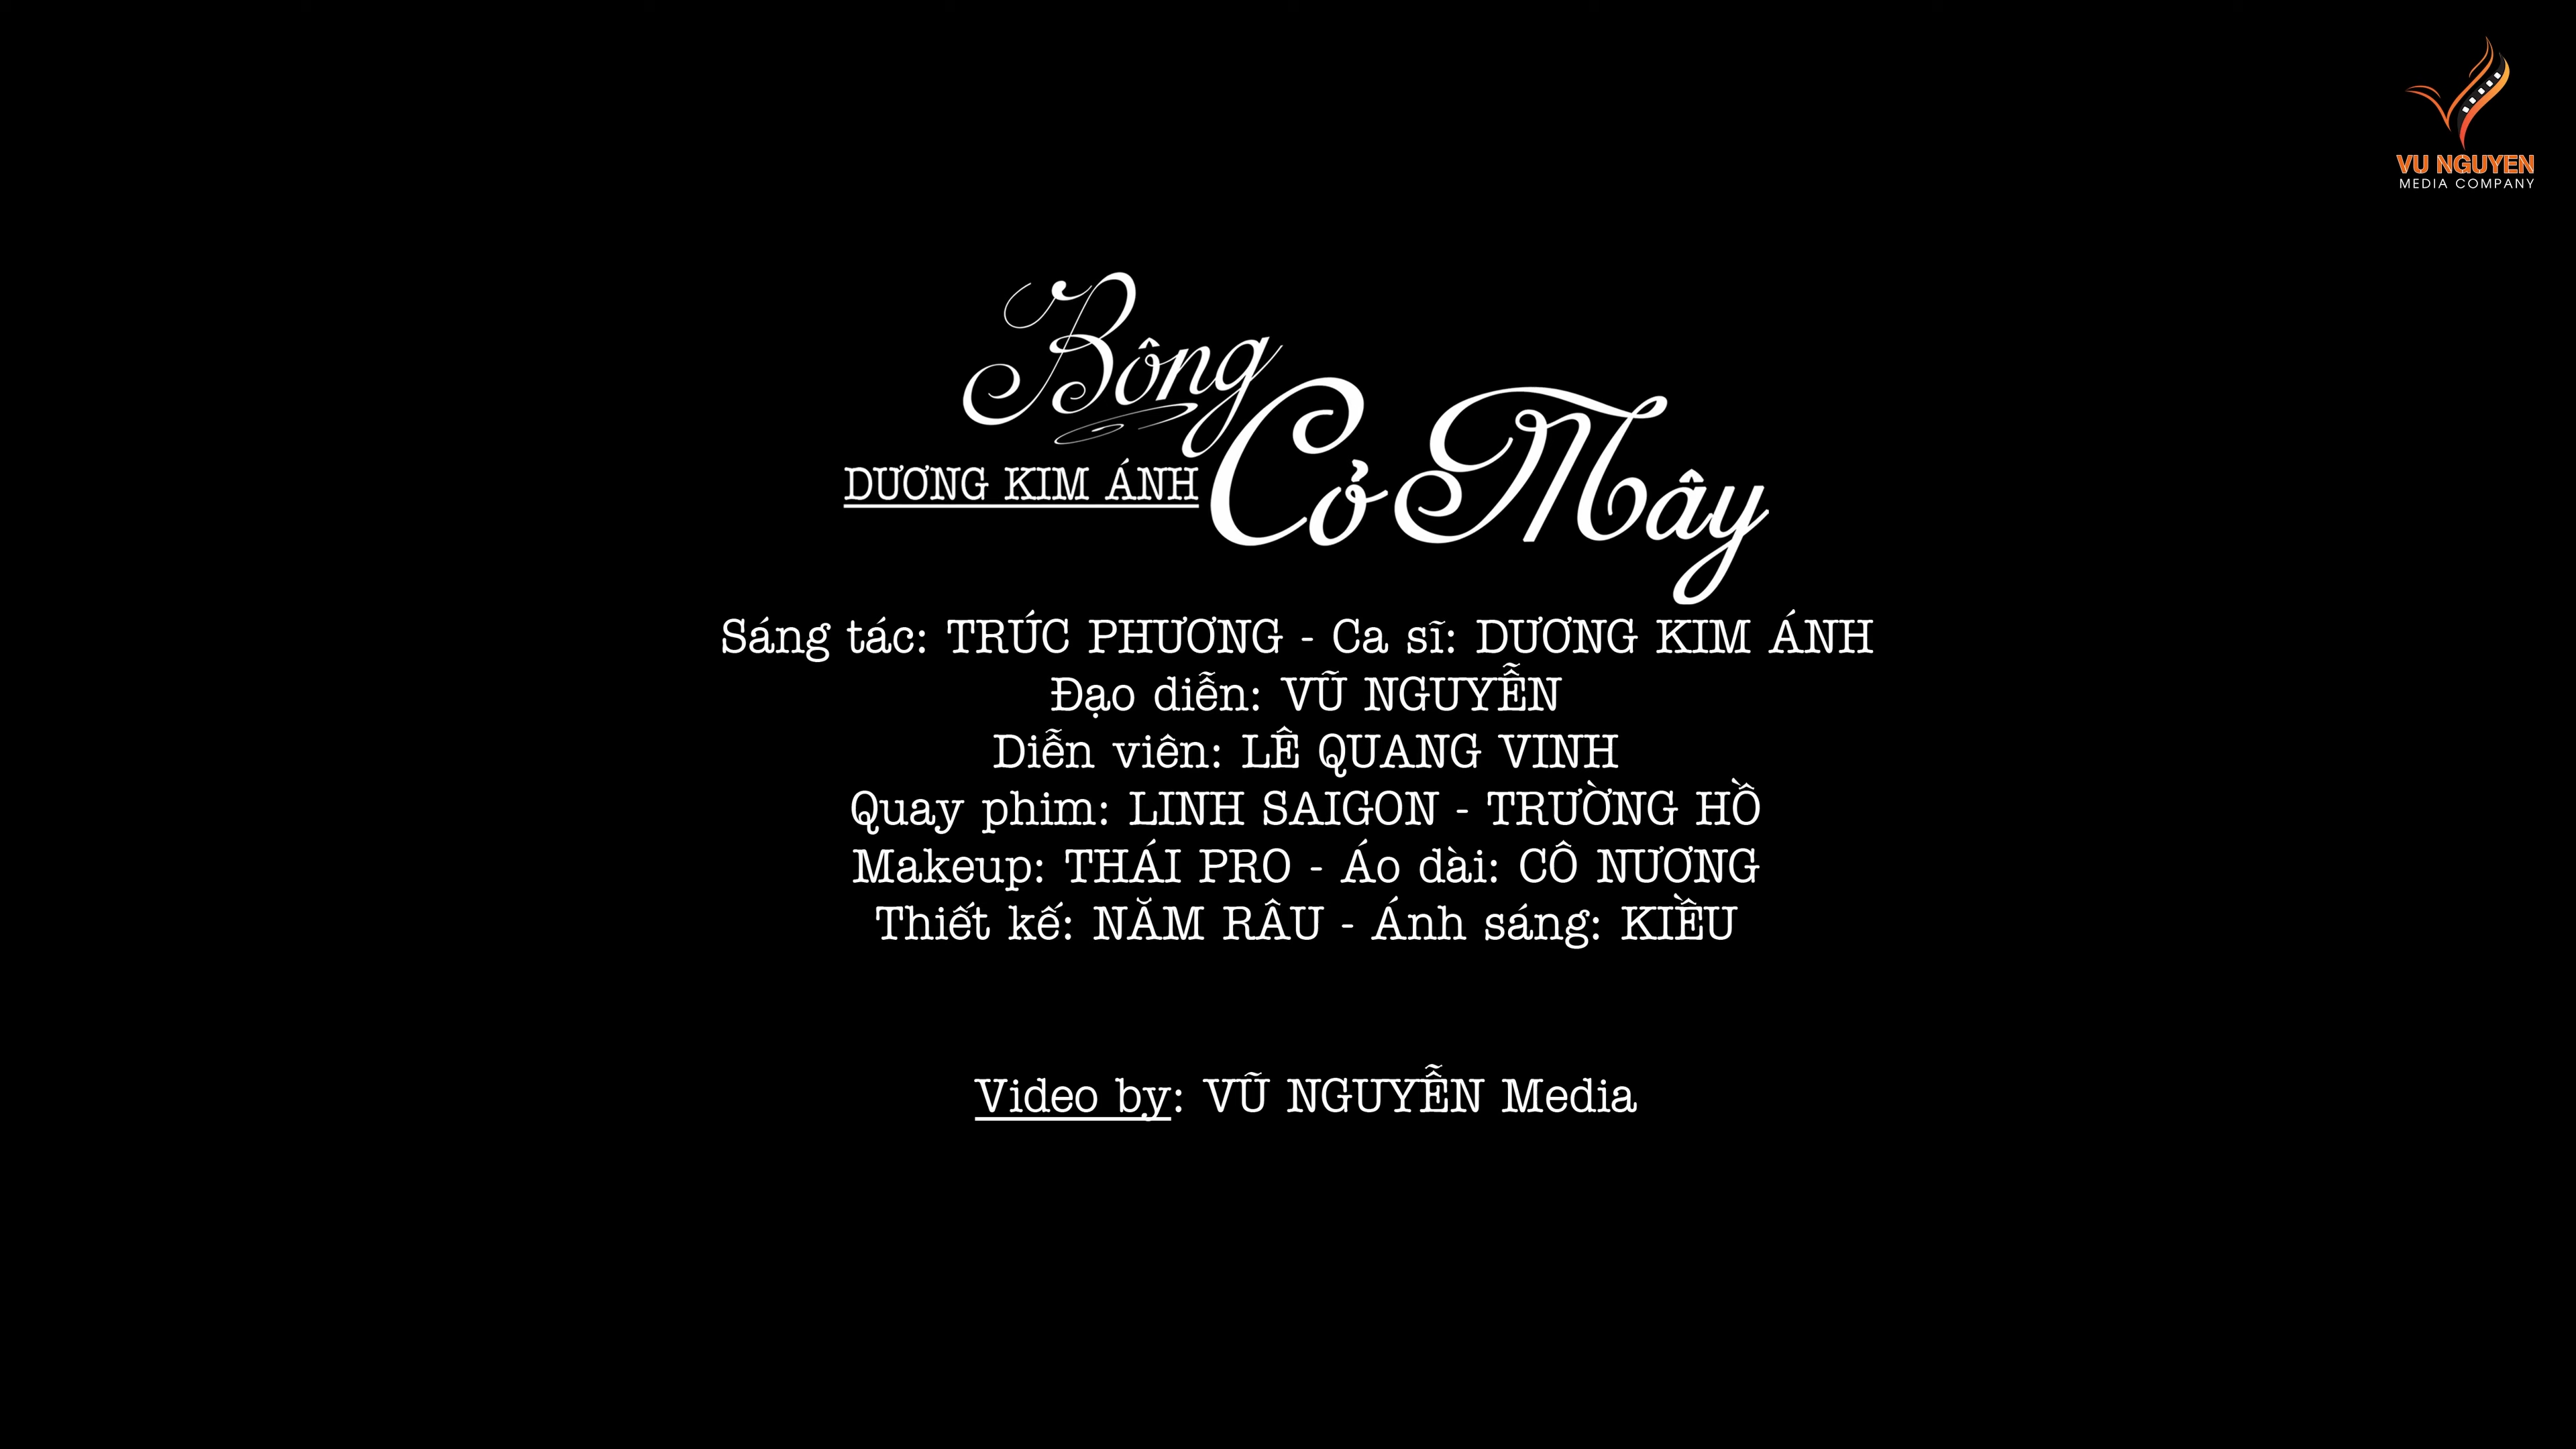 VU NGUYEN
MEDIA COMPANY
Bông
Cỏ Mây
DƯƠNG KIM ÁNH
Sáng tác: TRÚC PHƯƠNG - Ca sĩ: DƯƠNG KIM ÁNH
Đạo diễn: VŨ NGUYỄN
Diễn viên: LÊ QUANG VINH
Quay phim: LINH SAIGON - TRƯỜNG HỒ
Makeup: THÁI PRO - Áo dài: CÔ NƯƠNG
Thiết kế: NĂM RÂU - Ánh sáng: KIỀU
Video by: VŨ NGUYỄN Media